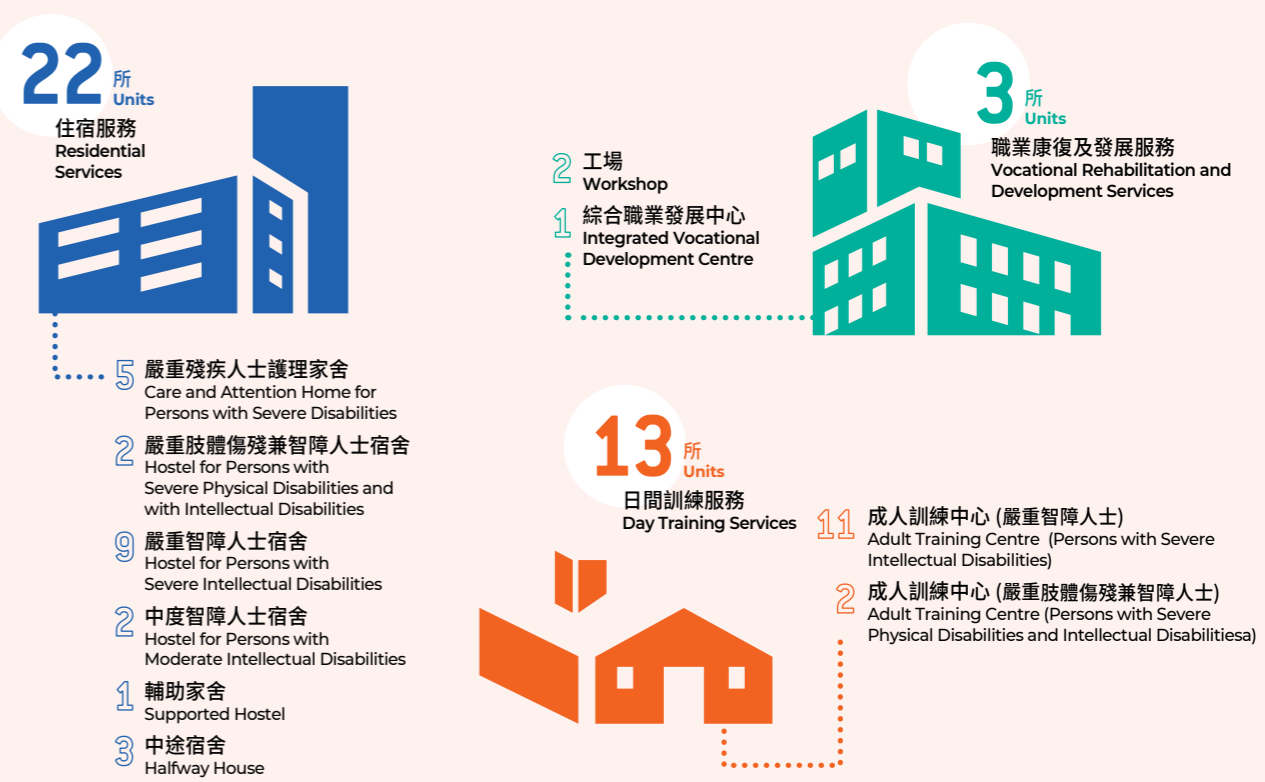 22 所
Units
住宿服務
Residential
Services
5 嚴重殘疾人士護理家舍
Care and Attention Home for
Persons with Severe Disabilities
2 嚴重肢體傷殘兼智障人士宿舍
Hostel for Persons with
Severe Physical Disabilities and
with Intellectual Disabilities
9 嚴重智障人士宿舍
Hostel for Persons with
Severe Intellectual Disabilities
2 中度智障人士宿舍
Hostel for Persons with
Moderate Intellectual Disabilities
1 輔助家舍
Supported Hostel
3 中途宿舍
Halfway House
3 所
Units
職業康復及發展服務
Vocational Rehabilitation and
Development Services
2 工場
Workshop
1 綜合職業發展中心
Integrated Vocational
Development Centre
13 所
Units
日間訓練服務
Day Training Services
11 成人訓練中心 (嚴重智障人士)
Adult Training Centre (Persons with Severe
Intellectual Disabilities)
2 成人訓練中心 (嚴重肢體傷殘兼智障人士)
Adult Training Centre (Persons with Severe
Physical Disabilities and Intellectual Disabilitiesa)